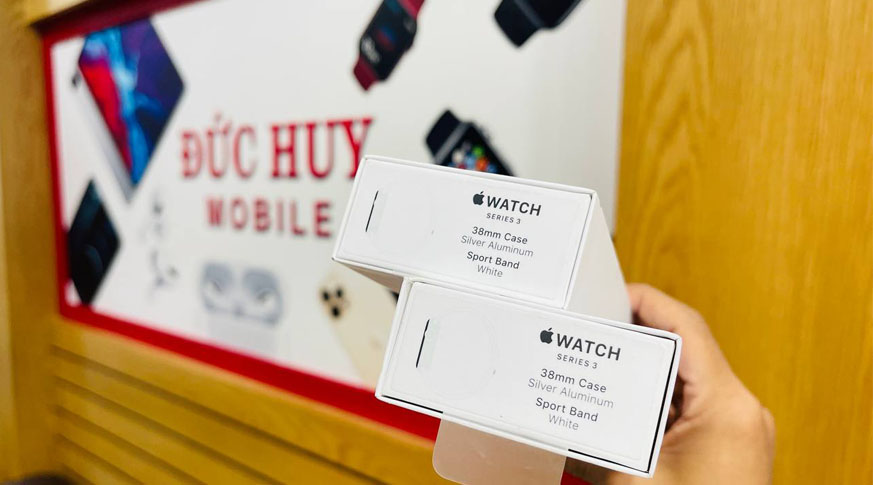 ĐỨC HUY
MOBILE
WATCH
SERIES 3
38mm Case
Silver Aluminum
Sport Band
White
WATCH
SERIES 3
38mm Case
Silver Aluminum
Sport Band
White